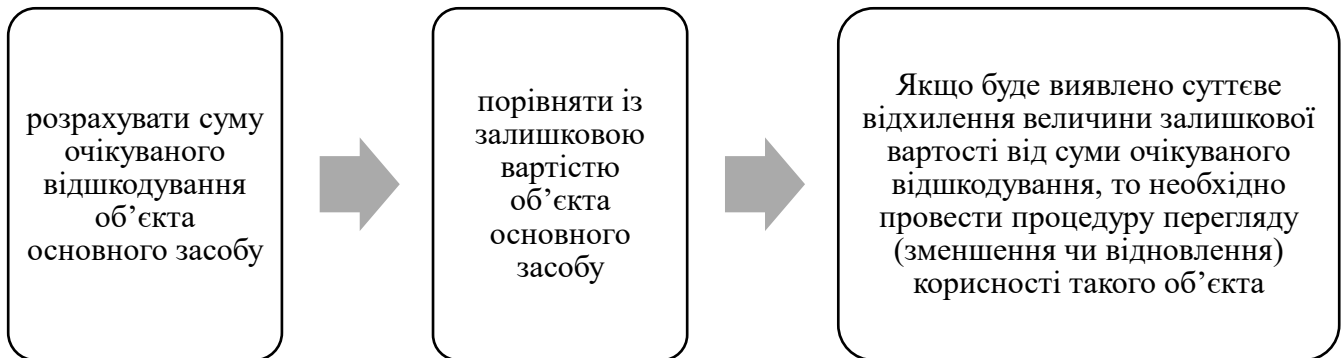 розрахувати суму
очікуваного
відшкодування
об’єкта
основного засобу
порівняти із
залишковою
вартістю
об’єкта
основного
засобу
Якщо буде виявлено суттєве
відхилення величини залишкової
вартості від суми очікуваного
відшкодування, то необхідно
провести процедуру перегляду
(зменшення чи відновлення)
корисності такого об’єкта